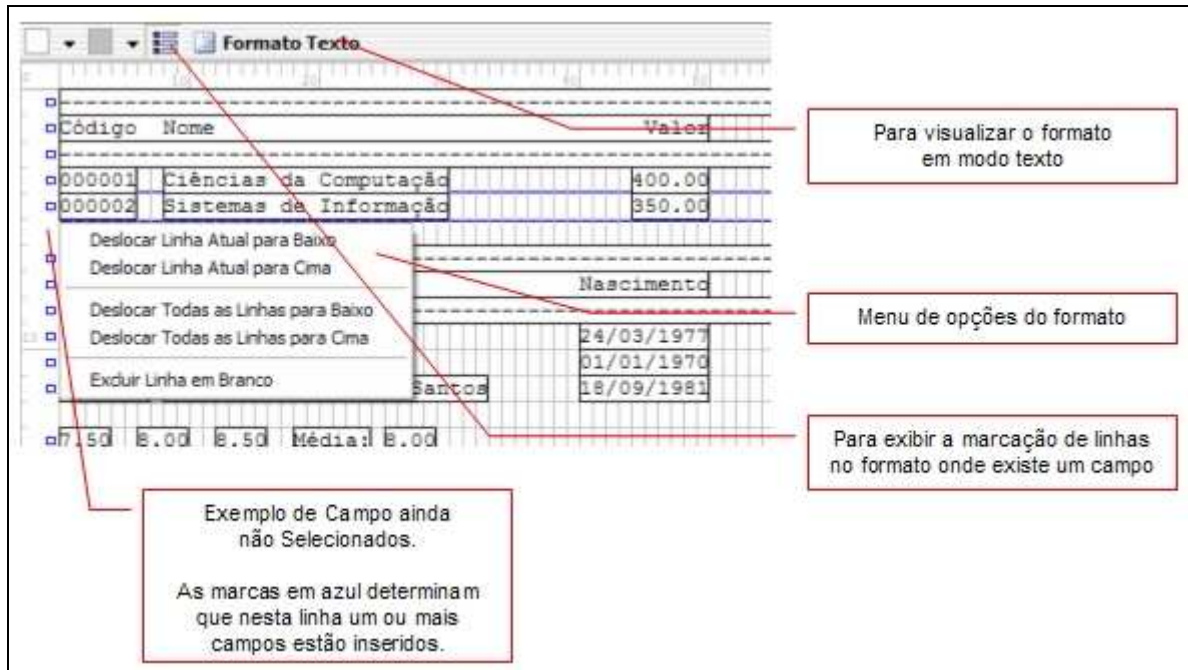 Formato Texto
10 20 40 50
Código Nome Valor
000001 Ciências da Computação 400.00
000002 Sistemas de Informação 350.00
Deslocar Linha Atual para Baixo
Deslocar Linha Atual para Cima
Nascimento
Deslocar Todas as Linhas para Baixo
24/03/1977
Deslocar Todas as Linhas para Cima
01/01/1970
Excluir Linha em Branco
Santos 18/09/1981
7.50 8.00 8.50 Média: 8.00
Para visualizar o formato
em modo texto
Menu de opções do formato
Para exibir a marcação de linhas
no formato onde existe um campo
Exemplo de Campo ainda
não Selecionados.
As marcas em azul determinam
que nesta linha um ou mais
campos estão inseridos.